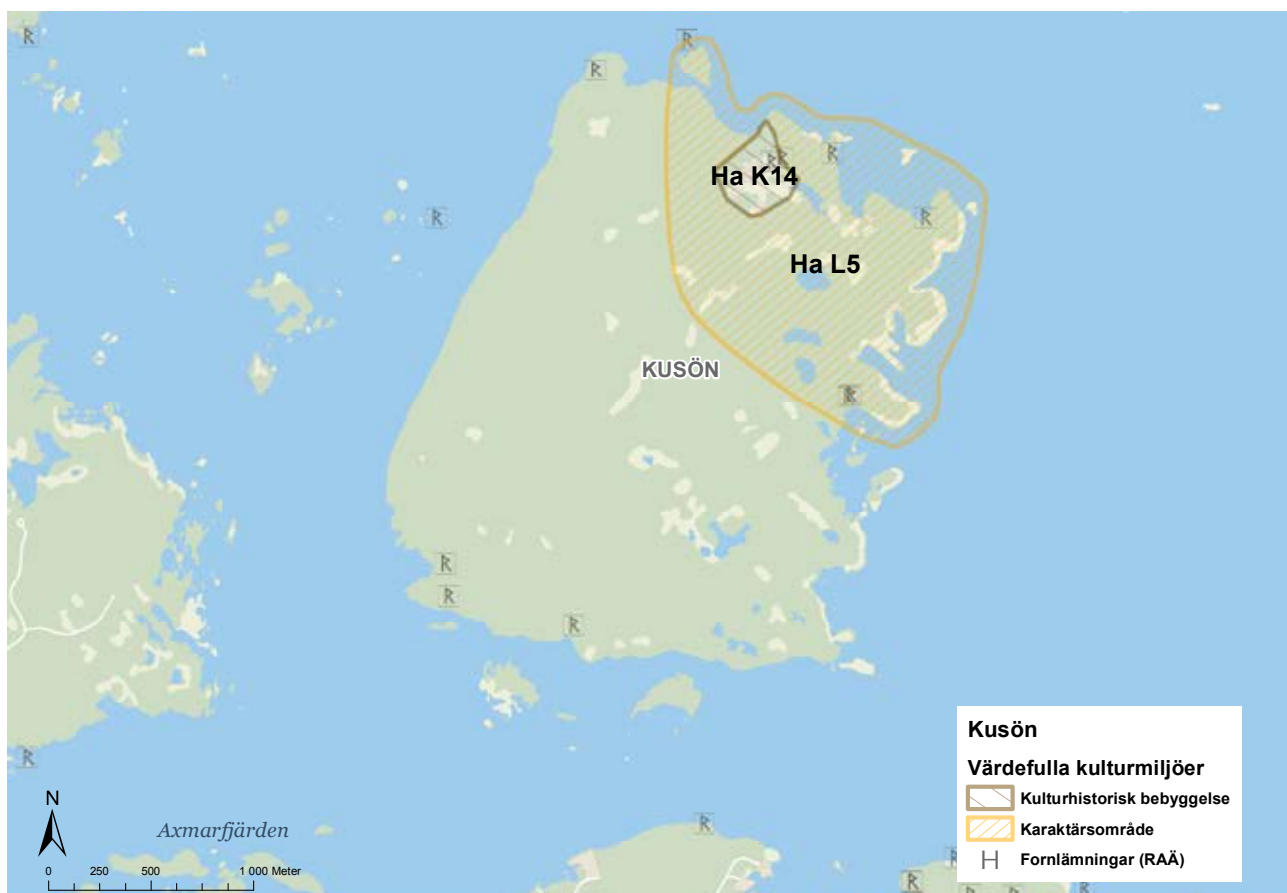 Ha K14
Ha L5
KUSÖN
Kusön
Värdefulla kulturmiljöer
Kulturhistorisk bebyggelse
Karaktärsområde
Fornlämningar (RAÄ)
N
Axmarfjärden
0 250 500 1 000 Meter